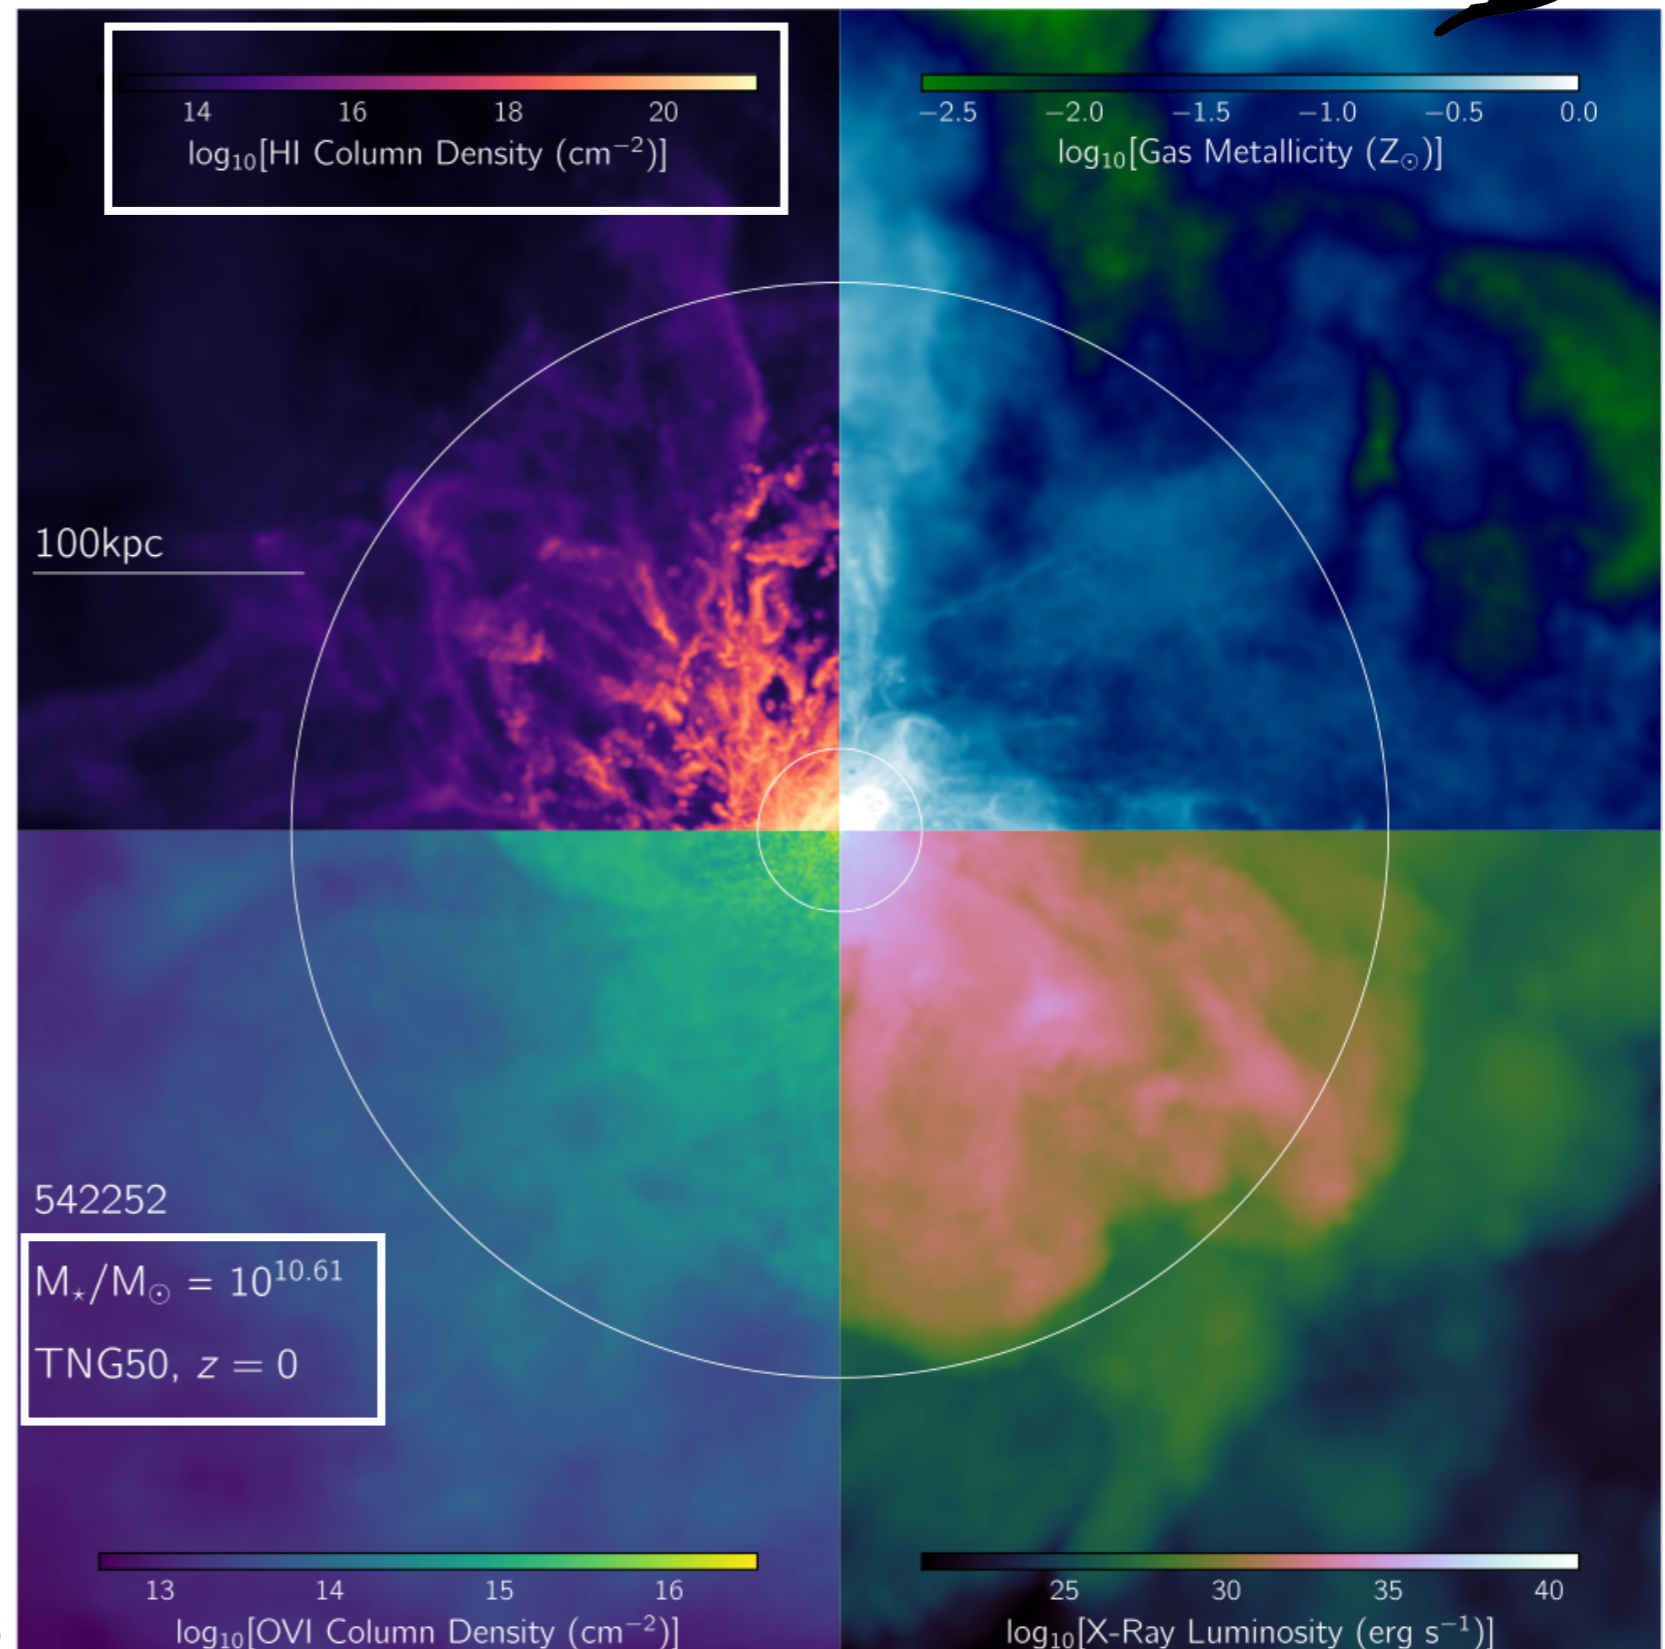 14 16 18 20
log₁₀[HI Column Density (cm⁻²)]
−2.5 −2.0 −1.5 −1.0 −0.5 0.0
log₁₀[Gas Metallicity (Z☉)]
100kpc
542252
M⋆/M☉ = 10¹⁰·⁶¹
TNG50, z = 0
13 14 15 16
log₁₀[OVI Column Density (cm⁻²)]
25 30 35 40
log₁₀[X-Ray Luminosity (erg s⁻¹)]